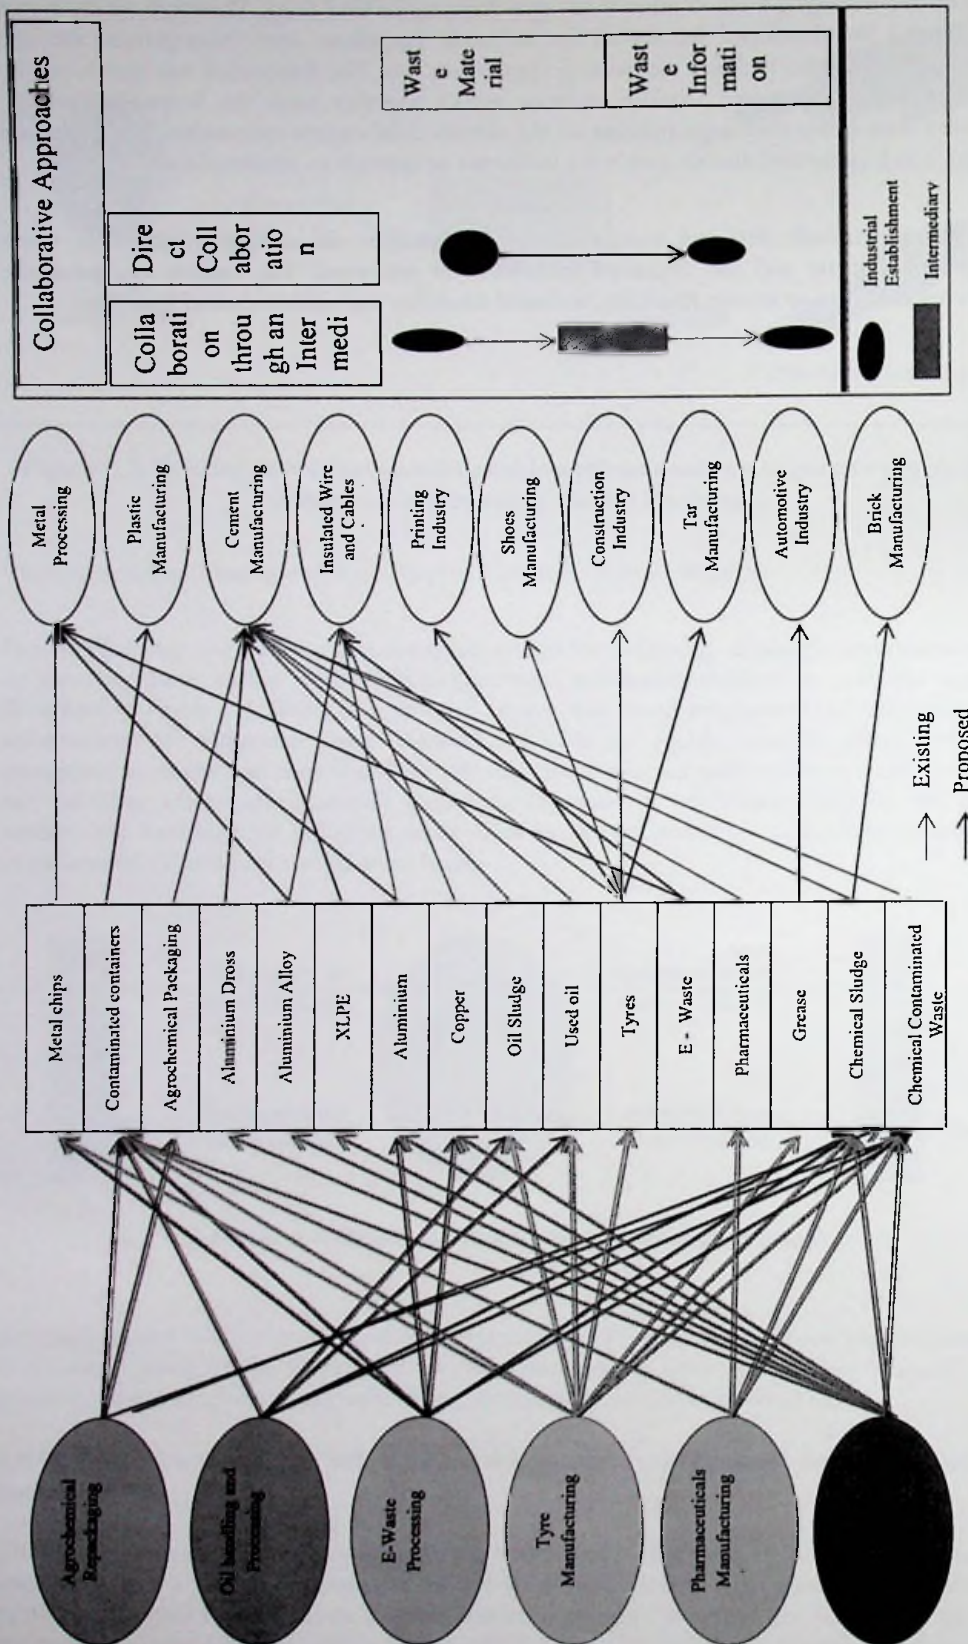 Agrochemical
Repackaging
Oil handling and
Processing
E-Waste
Processing
Tyre
Manufacturing
Pharmaceuticals
Manufacturing
Metal chips
Contaminated containers
Agrochemical Packaging
Aluminium Dross
Aluminium Alloy
XLPE
Aluminium
Copper
Oil Sludge
Used oil
Tyres
E - Waste
Pharmaceuticals
Grease
Chemical Sludge
Chemical Contaminated
Waste
Metal
Processing
Plastic
Manufacturing
Cement
Manufacturing
Insulated Wire
and Cables
Printing
Industry
Shoes
Manufacturing
Construction
Industry
Tar
Manufacturing
Automotive
Industry
Brick
Manufacturing
Existing
Proposed
Collaborative Approaches
Colla
borati
on
throu
gh an
Inter
medi
Dire
ct
Coll
abor
atio
n
Wast
e
Mate
rial
Wast
e
Infor
mati
on
Industrial
Establishment
Intermediary